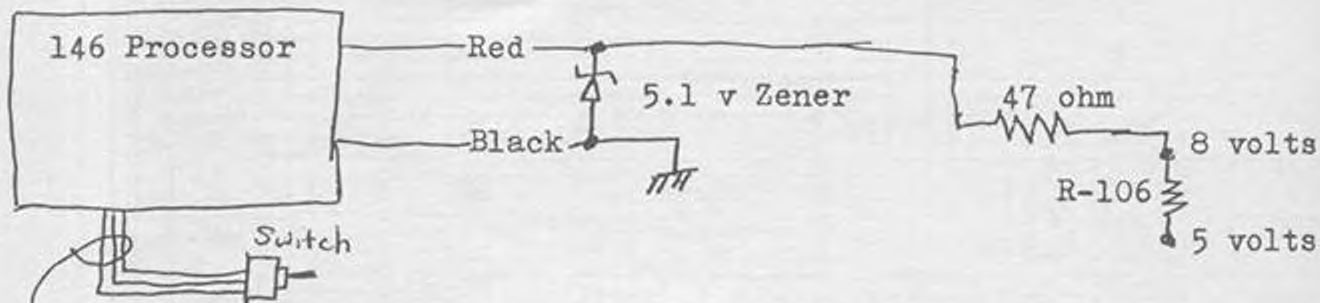 146 Processor
Red
5.1 v Zener
Black
47 ohm
8 volts
R-106
5 volts
Switch